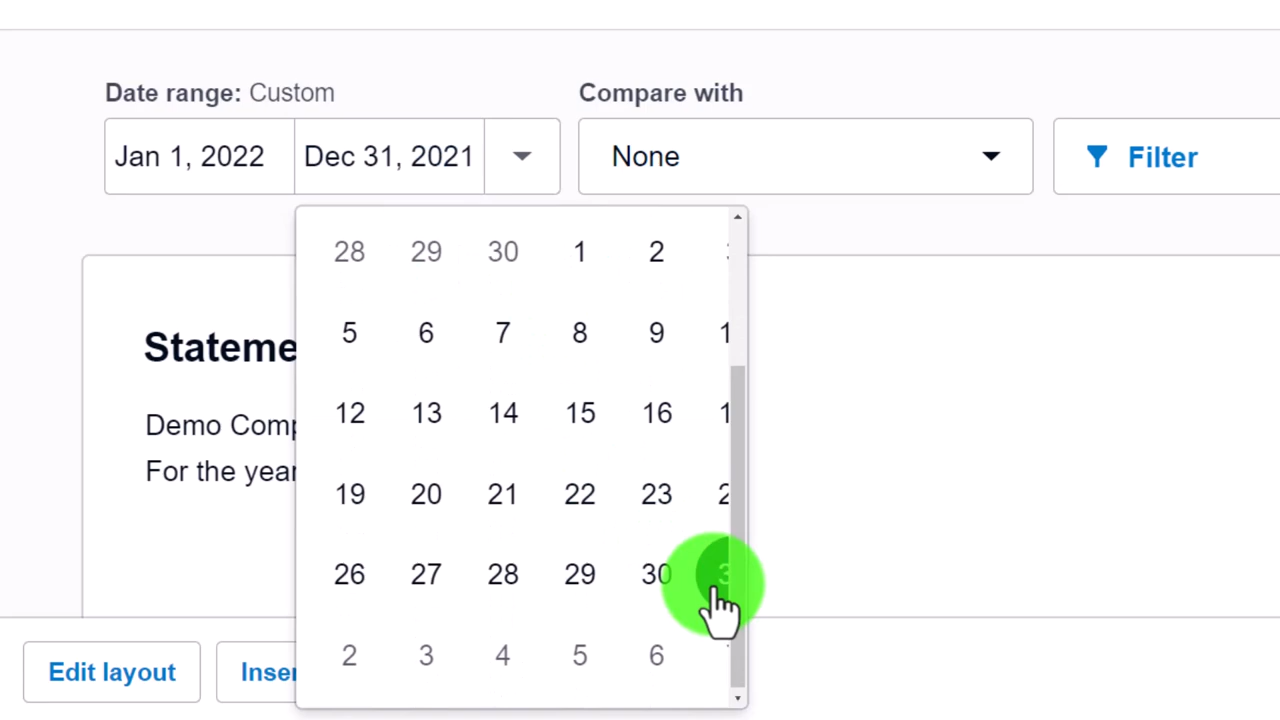 Date range: Custom
Compare with
Jan 1, 2022 Dec 31, 2021 None Filter
28 29 30 1 2
Stateme
5 6 7 8 9
Demo Comp
12 13 14 15 16
For the year
19 20 21 22 23
26 27 28 29 30
2 3 4 5 6
Edit layout Inser